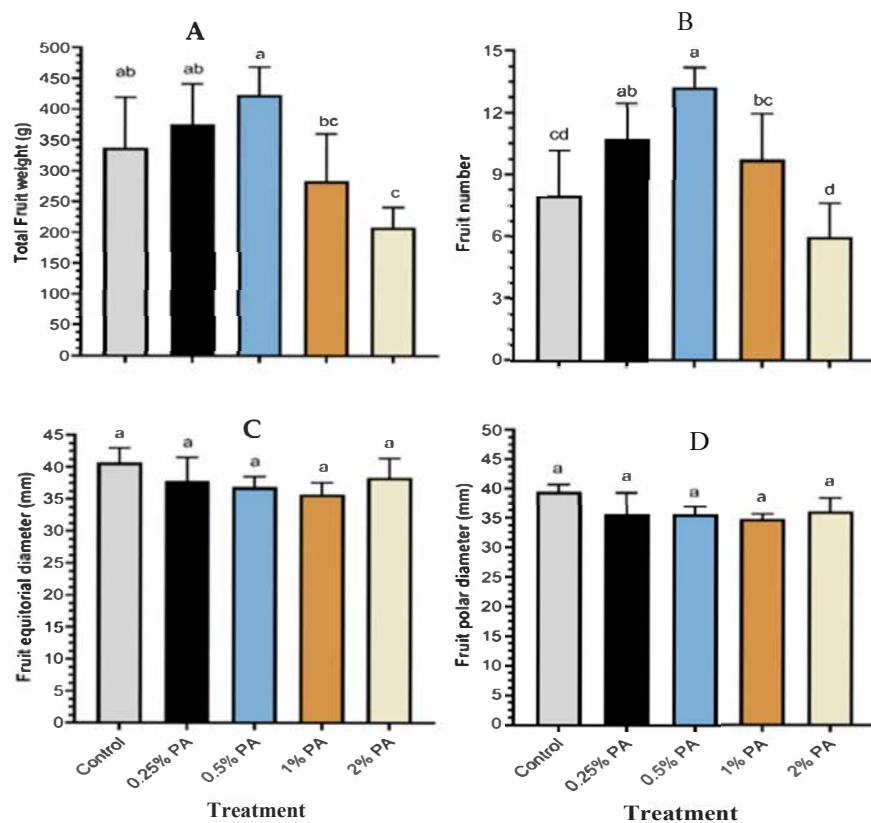 A
Total Fruit weight (g)
500
450
400
350
300
250
200
150
100
50
0
ab
ab
a
bc
c
B
Fruit number
15
12
9
6
3
0
cd
ab
a
bc
d
C
Fruit equitorial diameter (mm)
45
40
35
30
25
20
15
10
5
0
a
a
a
a
a
Control
0.25% PA
0.5% PA
1% PA
2% PA
Treatment
D
Fruit polar diameter (mm)
50
45
40
35
30
25
20
15
10
5
0
a
a
a
a
a
Control
0.25% PA
0.5% PA
1% PA
2% PA
Treatment